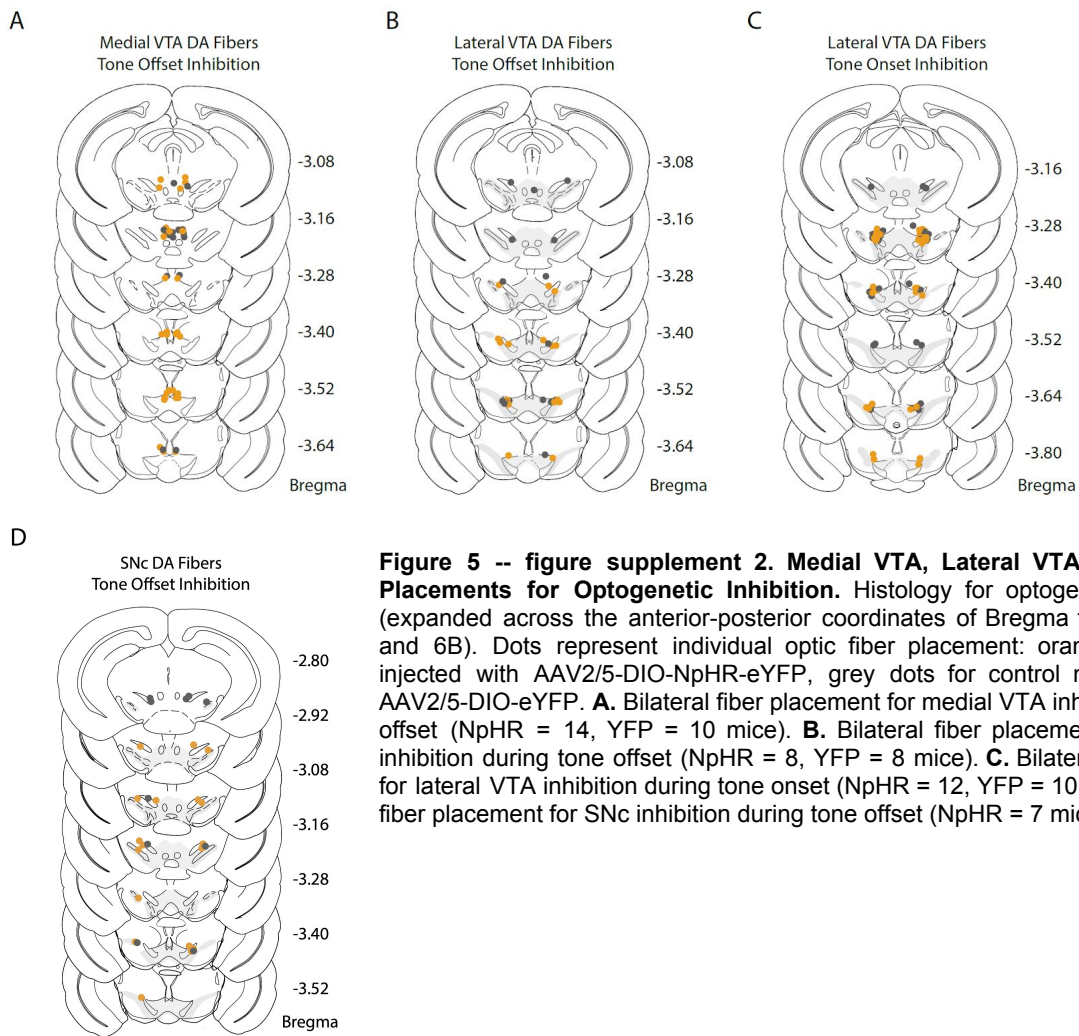 A
Medial VTA DA Fibers
Tone Offset Inhibition
-3.08
-3.16
-3.28
-3.40
-3.52
-3.64
Bregma
B
Lateral VTA DA Fibers
Tone Offset Inhibition
-3.08
-3.16
-3.28
-3.40
-3.52
-3.64
Bregma
C
Lateral VTA DA Fibers
Tone Onset Inhibition
-3.16
-3.28
-3.40
-3.52
-3.64
-3.80
Bregma
D
SNc DA Fibers
Tone Offset Inhibition
-2.80
-2.92
-3.08
-3.16
-3.28
-3.40
-3.52
Bregma
Figure 5 -- figure supplement 2. Medial VTA, Lateral VTA
Placements for Optogenetic Inhibition. Histology for
(expanded across the anterior-posterior coordinates of Bregma
and 6B). Dots represent individual optic fiber placement:
injected with AAV2/5-DIO-NpHR-eYFP, grey dots for control
AAV2/5-DIO-eYFP. A. Bilateral fiber placement for medial VTA
offset (NpHR = 14, YFP = 10 mice). B. Bilateral fiber
inhibition during tone offset (NpHR = 8, YFP = 8 mice). C.
for lateral VTA inhibition during tone onset (NpHR = 12, YFP = 10
fiber placement for SNc inhibition during tone offset (NpHR = 7